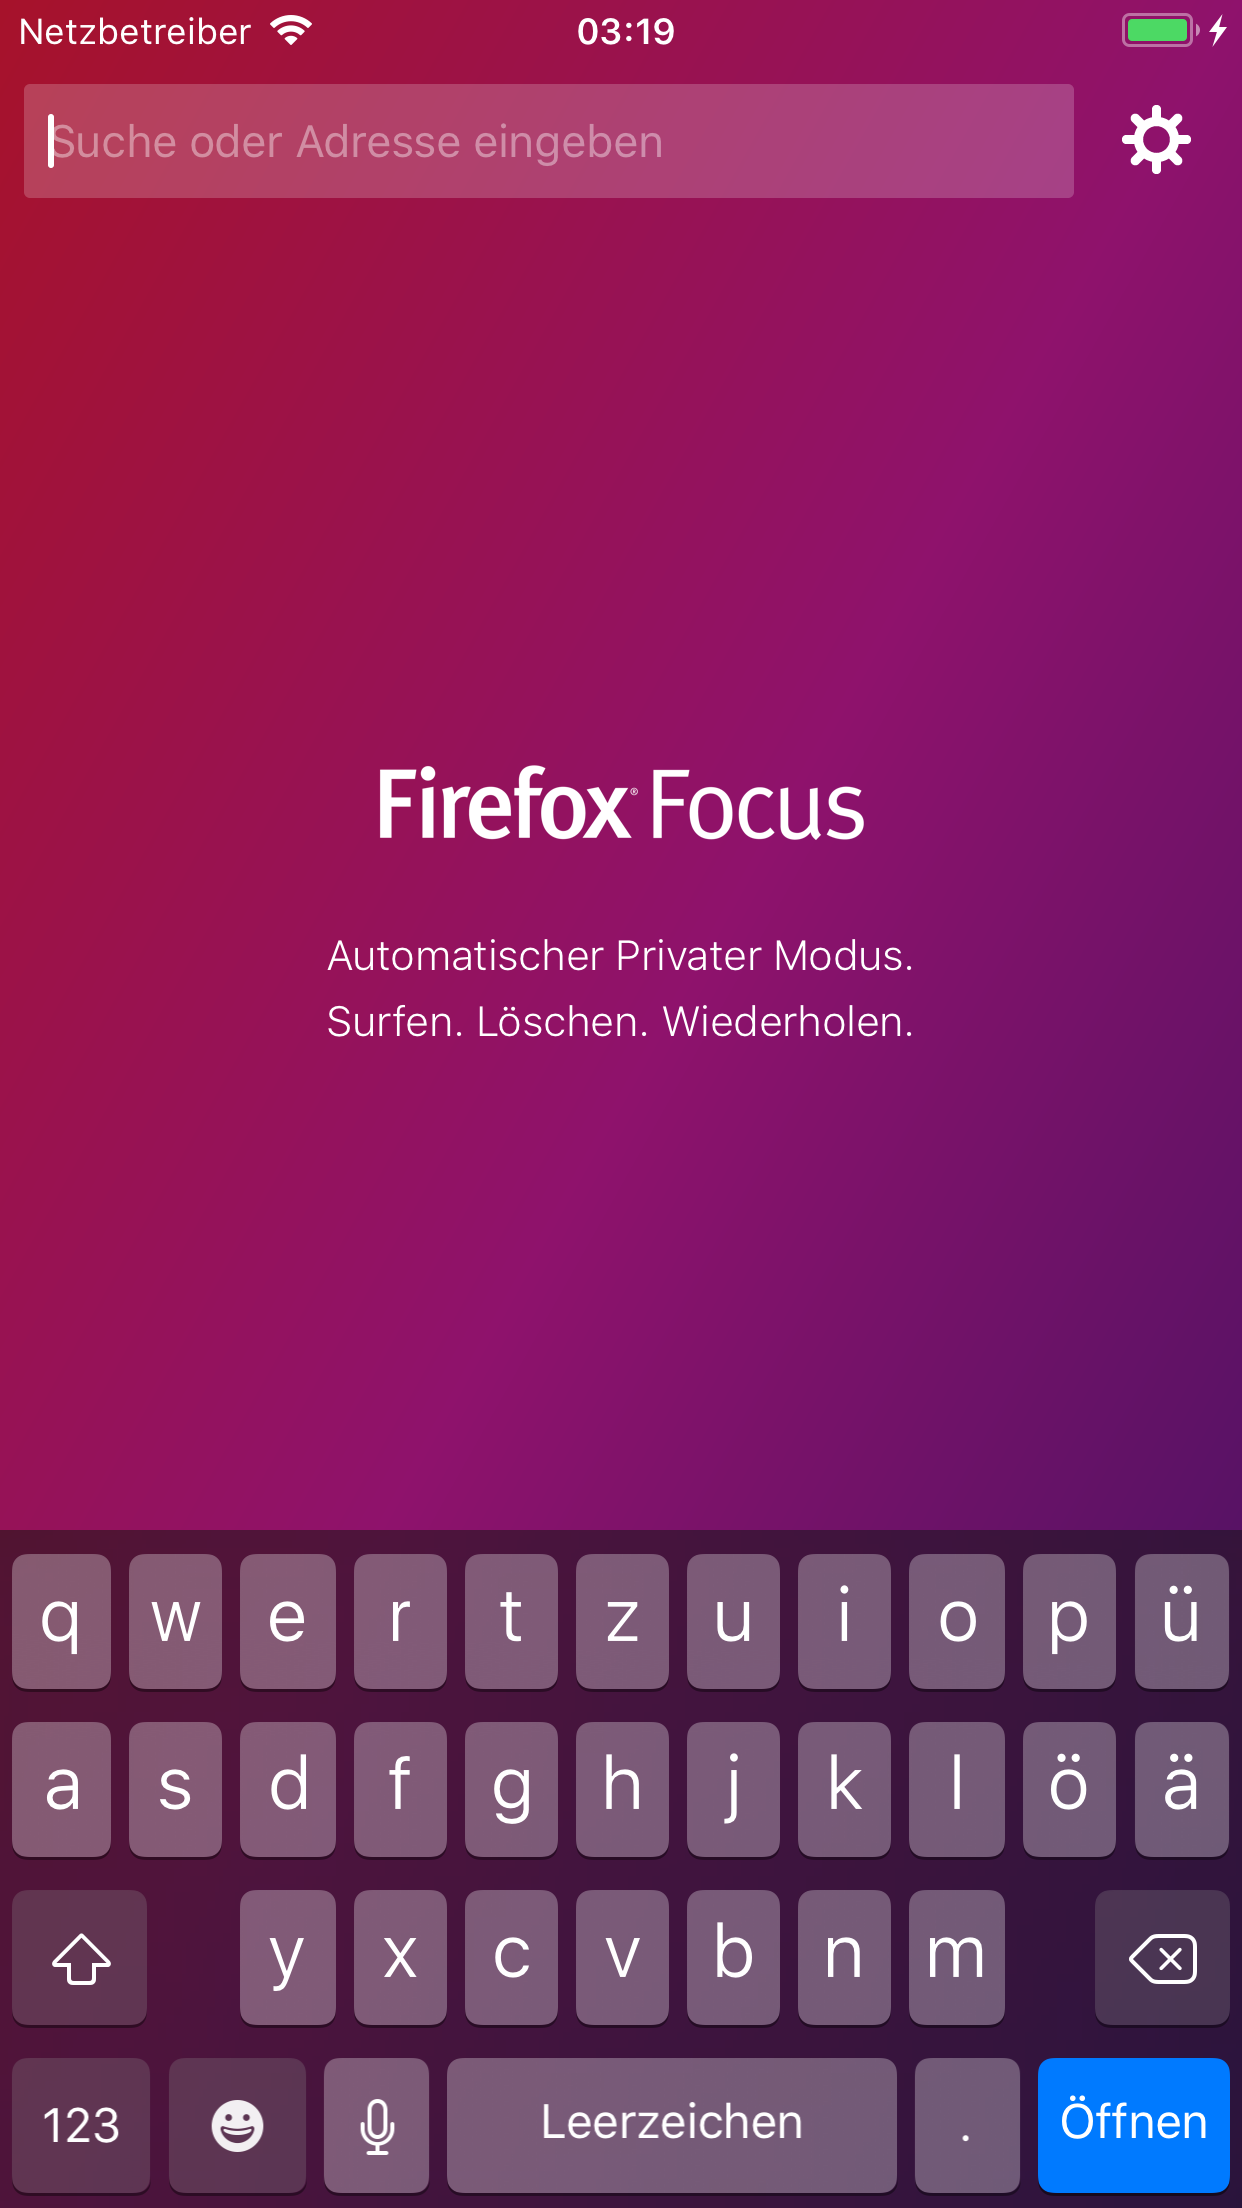 Netzbetreiber 03:19
Suche oder Adresse eingeben
Firefox® Focus
Automatischer Privater Modus.
Surfen. Löschen. Wiederholen.
q w e r t z u i o p ü
a s d f g h j k l ö ä
y x c v b n m
123 Leerzeichen . Öffnen